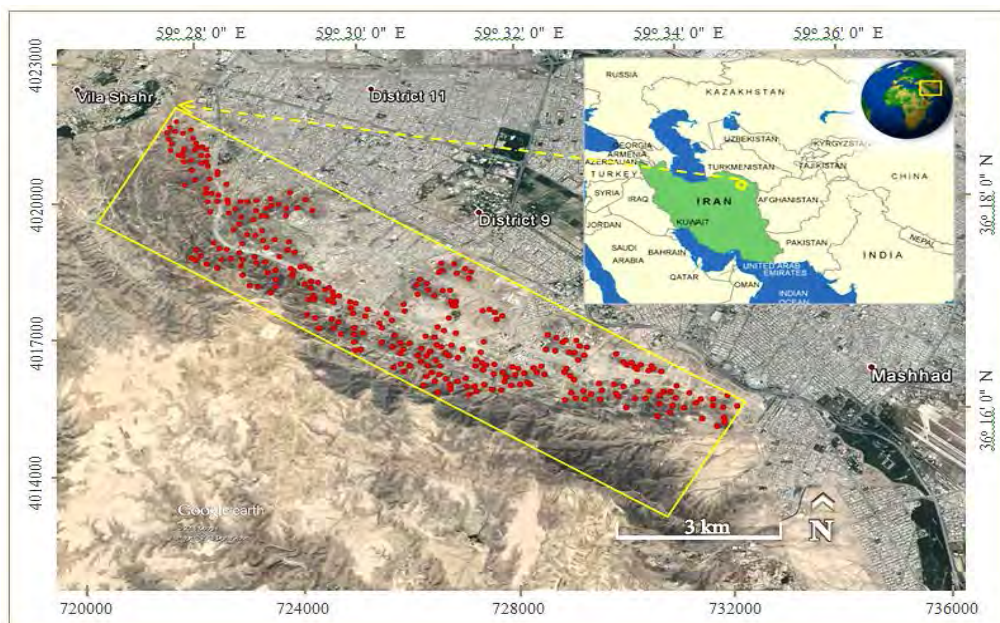 59° 28' 0" E
59° 30' 0" E
59° 32' 0" E
59° 34' 0" E
59° 36' 0" E
4023000
4020000
4017000
4014000
Vila Shahr
District 11
District 9
Mashhad
RUSSIA
KAZAKHSTAN
GEORGIA
ARMENIA
AZERBAIJAN
UZBEKISTAN
KYRGYZSTAN
TURKEY
TURKMENISTAN
TAJIKISTAN
CHINA
SYRIA
IRAQ
IRAN
AFGHANISTAN
JORDAN
KUWAIT
PAKISTAN
NEPAL
SAUDI
ARABIA
BAHRAIN
QATAR
UNITED ARAB
EMIRATES
OMAN
INDIA
INDIAN
OCEAN
36° 18' 0" N
36° 16' 0" N
Google earth
3 km
N
720000
724000
728000
732000
736000